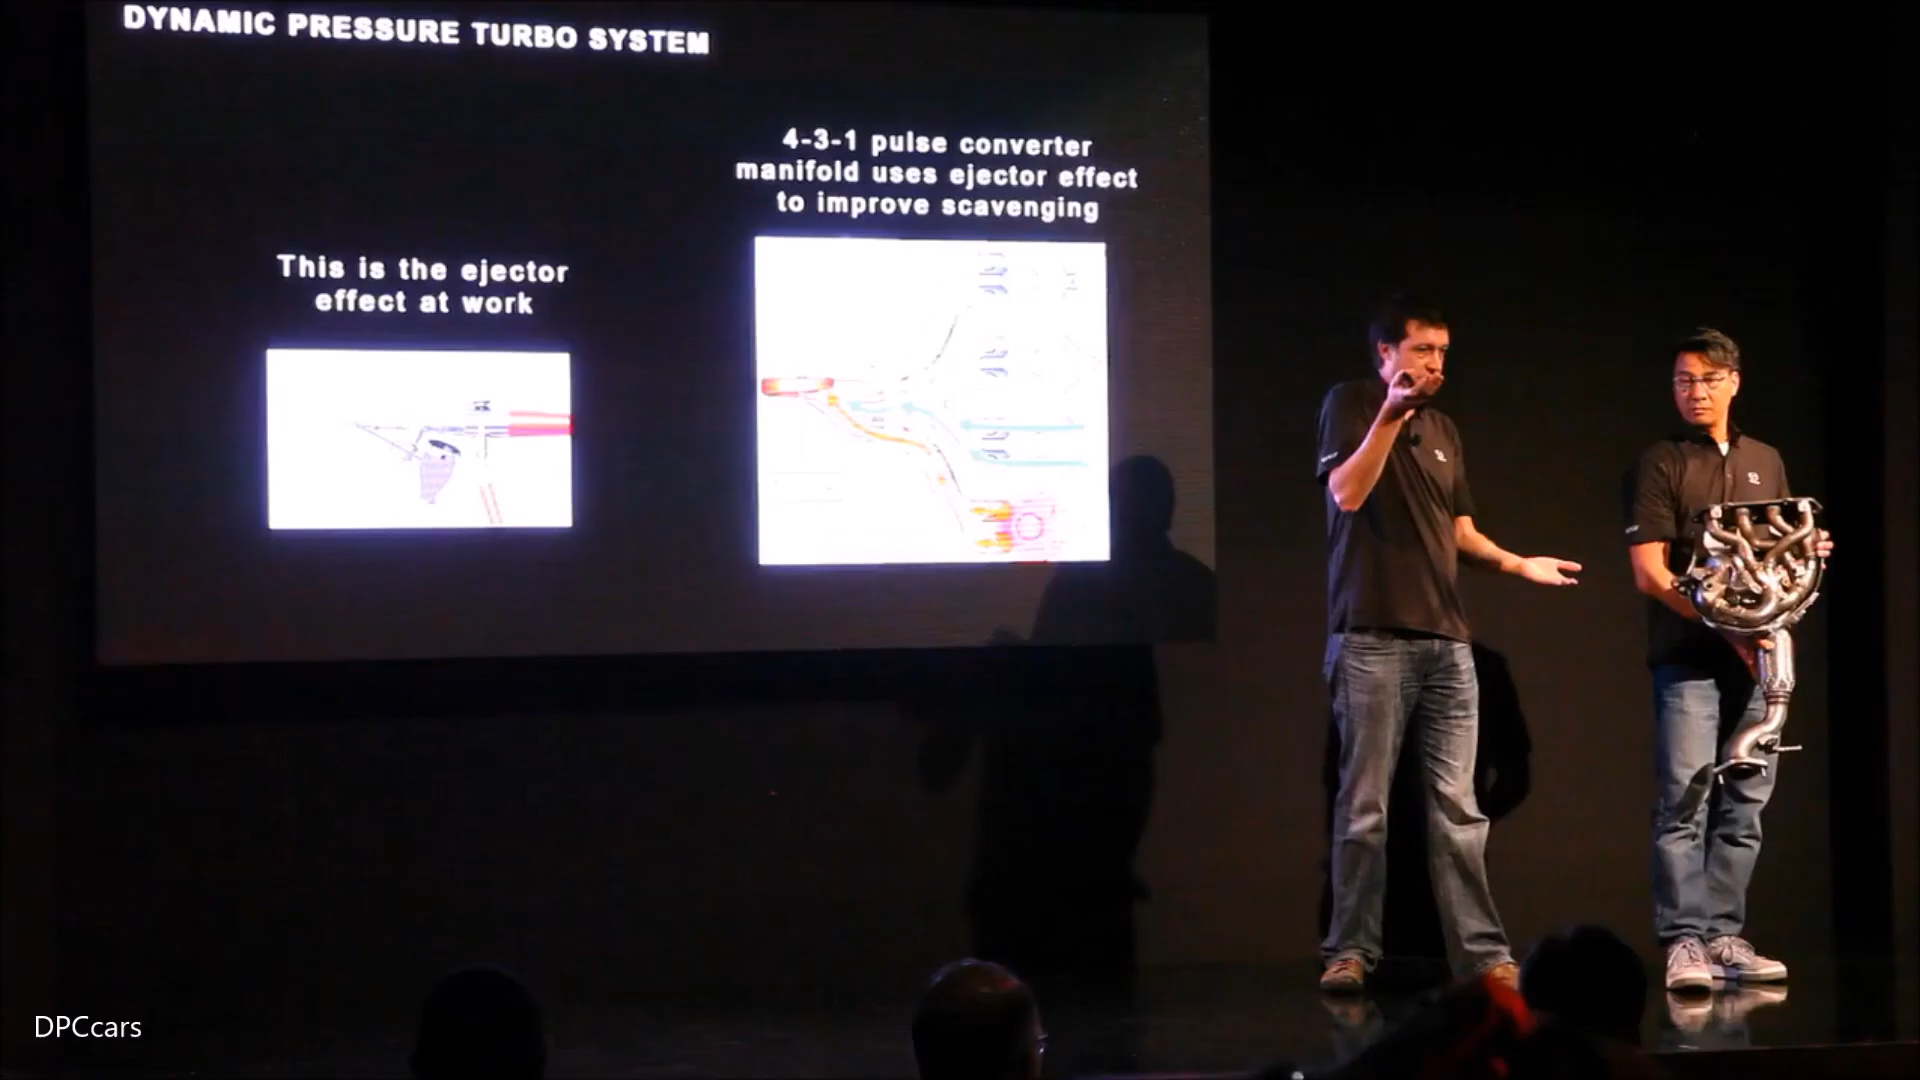 DYNAMIC PRESSURE TURBO SYSTEM
4-3-1 pulse converter
manifold uses ejector effect
to improve scavenging
This is the ejector
effect at work
DPCcars